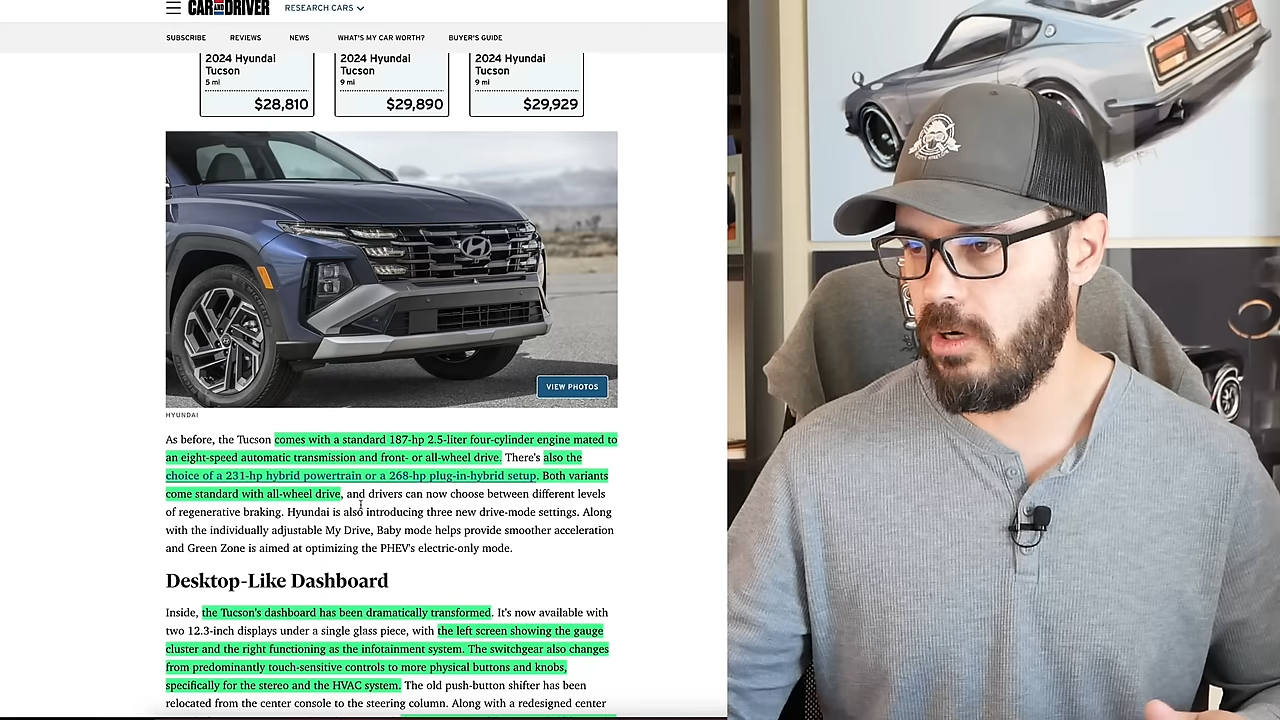 CAR AND DRIVER
RESEARCH CARS
SUBSCRIBE
REVIEWS
NEWS
WHAT'S MY CAR WORTH?
BUYER'S GUIDE
2024 Hyundai
Tucson
5 mi
$28,810
2024 Hyundai
Tucson
9 mi
$29,890
2024 Hyundai
Tucson
9 mi
$29,929
VIEW PHOTOS
HYUNDAI
As before, the Tucson comes with a standard 187-hp 2.5-liter four-cylinder engine mated to
an eight-speed automatic transmission and front- or all-wheel drive. There's also the
choice of a 231-hp hybrid powertrain or a 268-hp plug-in-hybrid setup. Both variants
come standard with all-wheel drive, and drivers can now choose between different levels
of regenerative braking. Hyundai is also introducing three new drive-mode settings. Along
with the individually adjustable My Drive, Baby mode helps provide smoother acceleration
and Green Zone is aimed at optimizing the PHEV's electric-only mode.
Desktop-Like Dashboard
Inside, the Tucson's dashboard has been dramatically transformed. It's now available with
two 12.3-inch displays under a single glass piece, with the left screen showing the gauge
cluster and the right functioning as the infotainment system. The switchgear also changes
from predominantly touch-sensitive controls to more physical buttons and knobs,
specifically for the stereo and the HVAC system. The old push-button shifter has been
relocated from the center console to the steering column. Along with a redesigned center